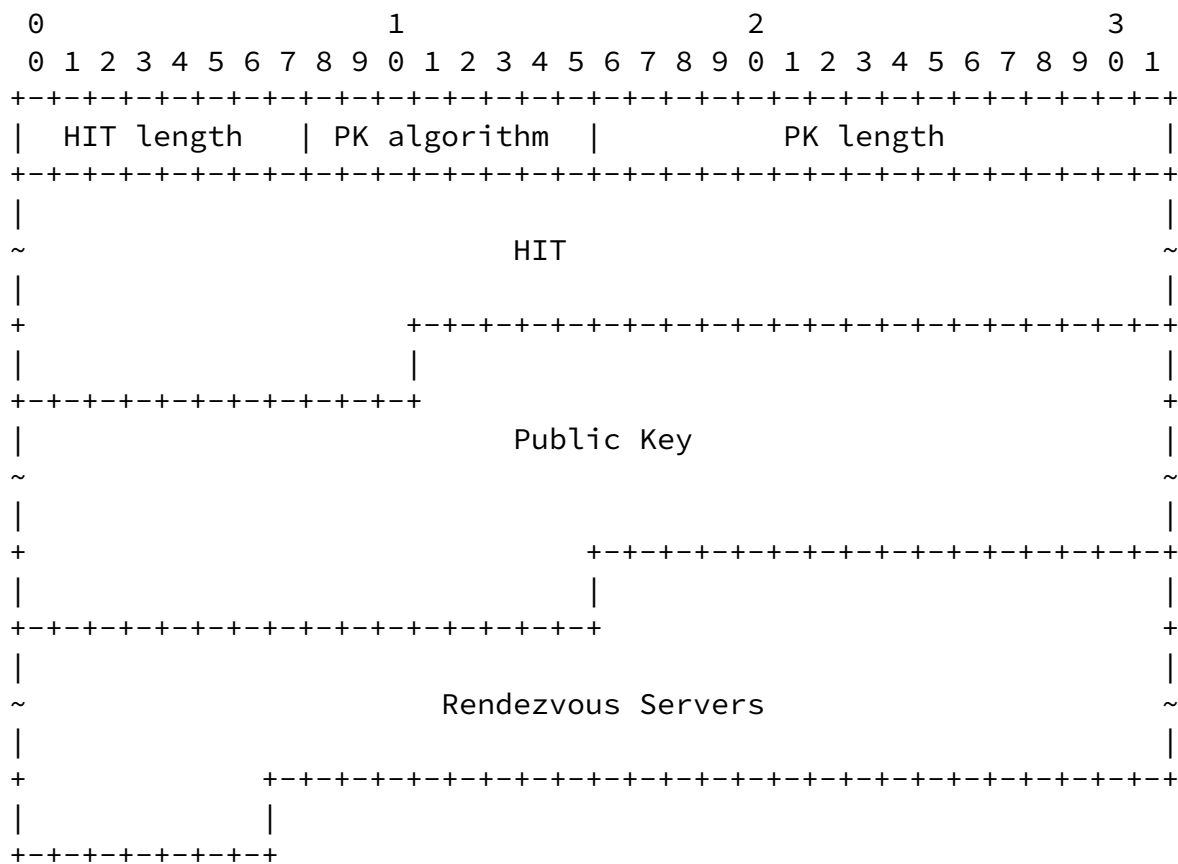 0                   1                   2                   3
 0 1 2 3 4 5 6 7 8 9 0 1 2 3 4 5 6 7 8 9 0 1 2 3 4 5 6 7 8 9 0 1
+-+-+-+-+-+-+-+-+-+-+-+-+-+-+-+-+-+-+-+-+-+-+-+-+-+-+-+-+-+-+-+-+
|  HIT length   | PK algorithm  |          PK length            |
+-+-+-+-+-+-+-+-+-+-+-+-+-+-+-+-+-+-+-+-+-+-+-+-+-+-+-+-+-+-+-+-+
|                                                               |
~                           HIT                                 ~
|                                                               |
+                     +-+-+-+-+-+-+-+-+-+-+-+-+-+-+-+-+-+-+-+-+-+
|                     |                                         |
+-+-+-+-+-+-+-+-+-+-+-+                                         +
|                           Public Key                          |
~                                                               ~
|                                                               |
+                               +-+-+-+-+-+-+-+-+-+-+-+-+-+-+-+-+
|                               |                               |
+-+-+-+-+-+-+-+-+-+-+-+-+-+-+-+-+                               +
|                                                               |
~                       Rendezvous Servers                      ~
|                                                               |
+             +-+-+-+-+-+-+-+-+-+-+-+-+-+-+-+-+-+-+-+-+-+-+-+-+-+
|             |
+-+-+-+-+-+-+-+